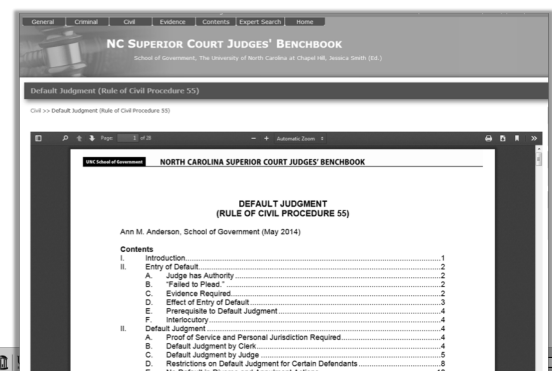 General Criminal Civil Evidence Contents Expert Search Home
NC SUPERIOR COURT JUDGES' BENCHBOOK
School of Government, The University of North Carolina at Chapel Hill, Jessica Smith (Ed.)
Default Judgment (Rule of Civil Procedure 55)
Civil >> Default Judgment (Rule of Civil Procedure 55)
Page: 1 of 20 − + Automatic Zoom
UNC School of Government NORTH CAROLINA SUPERIOR COURT JUDGES' BENCHBOOK
DEFAULT JUDGMENT
(RULE OF CIVIL PROCEDURE 55)
Ann M. Anderson, School of Government (May 2014)
Contents
I. Introduction 1
II. Entry of Default 2
A. Judge has Authority 2
B. "Failed to Plead." 2
C. Evidence Required 2
D. Effect of Entry of Default 3
E. Prerequisite to Default Judgment 4
F. Interlocutory 4
II. Default Judgment 4
A. Proof of Service and Personal Jurisdiction Required 4
B. Default Judgment by Clerk 4
C. Default Judgment by Judge 5
D. Restrictions on Default Judgment for Certain Defendants 8